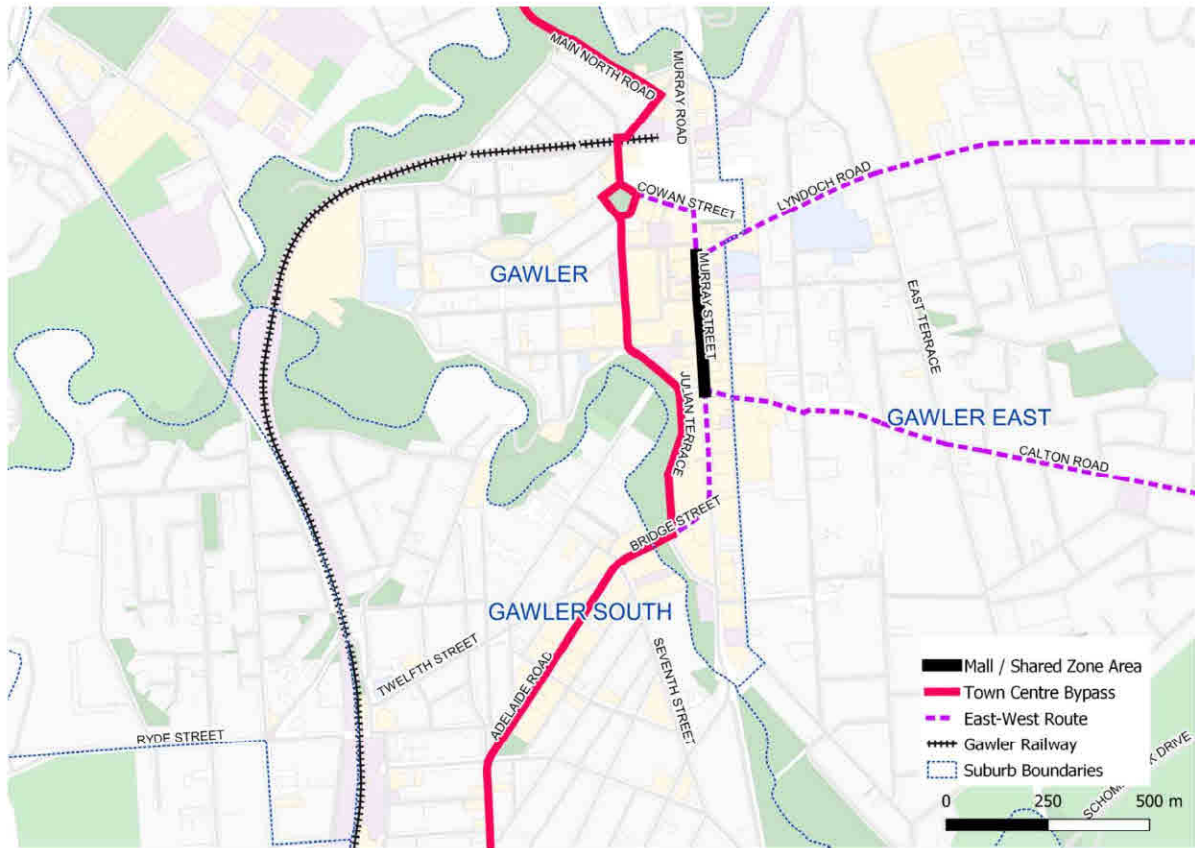 MAIN NORTH ROAD
MURRAY ROAD
LYNDOCH ROAD
COWAN STREET
GAWLER
MURRAY STREET
EAST TERRACE
JULIAN TERRACE
GAWLER EAST
CALTON ROAD
BRIDGE STREET
GAWLER SOUTH
TWELFTH STREET
SEVENTH STREET
ADELAIDE ROAD
RYDE STREET
Mall / Shared Zone Area
Town Centre Bypass
East-West Route
Gawler Railway
Suburb Boundaries
0 250 500 m
K DRIVE
SCHOM